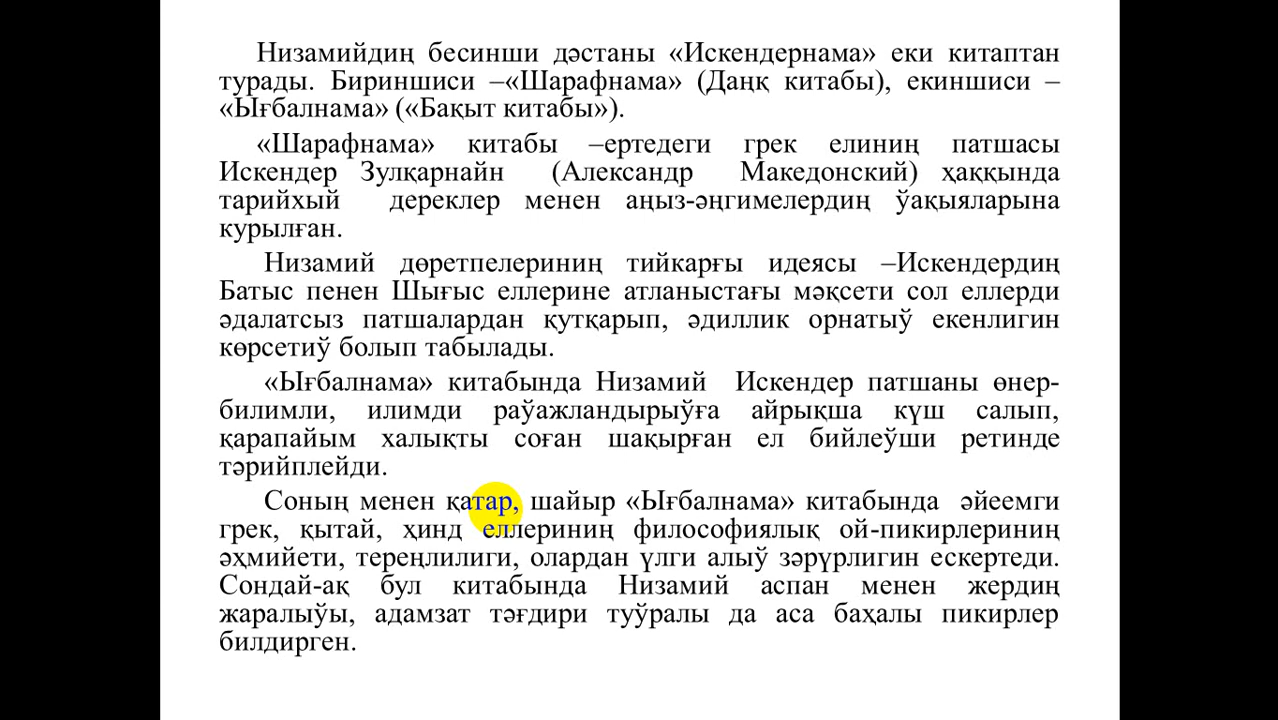 Низамийдиң бесинши дәстаны «Искендернама» еки китаптан
турады. Бириншиси –«Шарафнама» (Даңқ китабы), екиншиси –
«Ығбалнама» («Бақыт китабы»).
«Шарафнама» китабы –ертедеги грек елиниң патшасы
Искендер Зулқарнайн (Александр Македонский) ҳаққында
тарийхый дереклер менен аңыз-әңгимелердиң ўақыяларына
курылған.
Низамий дөретпелериниң тийкарғы идеясы –Искендердиң
Батыс пенен Шығыс еллерине атланыстағы мәқсети сол еллерди
әдалатсыз патшалардан қутқарып, әдиллик орнатыў екенлигин
көрсетиў болып табылады.
«Ығбалнама» китабында Низамий Искендер патшаны өнер-
билимли, илимди раўажландырыўға айрықша күш салып,
қарапайым халықты соған шақырған ел бийлеўши ретинде
тәрийплейди.
Соның менен қатар, шайыр «Ығбалнама» китабында әйеемги
грек, қытай, ҳинд еллериниң философиялық ой-пикирлериниң
әҳмийети, тереңлилиги, олардан үлги алыў зәрүрлигин ескертеди.
Сондай-ақ бул китабында Низамий аспан менен жердиң
жаралыўы, адамзат тәғдири туўралы да аса баҳалы пикирлер
билдирген.